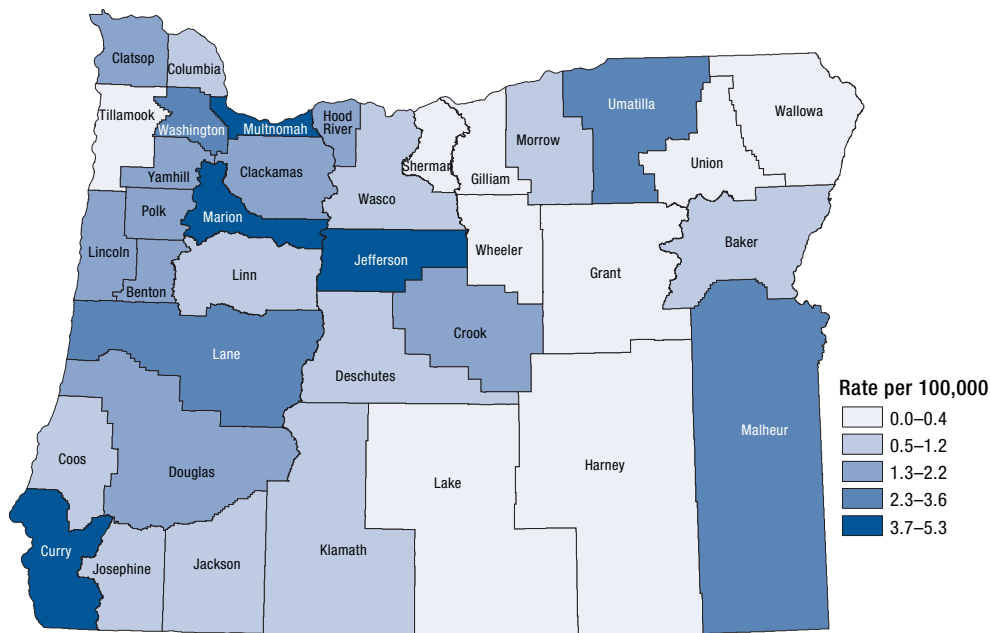 Clatsop
Columbia
Tillamook
Washington
Multnomah
Hood
River
Umatilla
Wallowa
Morrow
Sherman
Gilliam
Union
Yamhill
Clackamas
Wasco
Polk
Marion
Lincoln
Jefferson
Wheeler
Baker
Linn
Grant
Benton
Crook
Lane
Deschutes
Rate per 100,000
0.0–0.4
0.5–1.2
1.3–2.2
2.3–3.6
3.7–5.3
Malheur
Coos
Douglas
Harney
Lake
Curry
Josephine
Jackson
Klamath